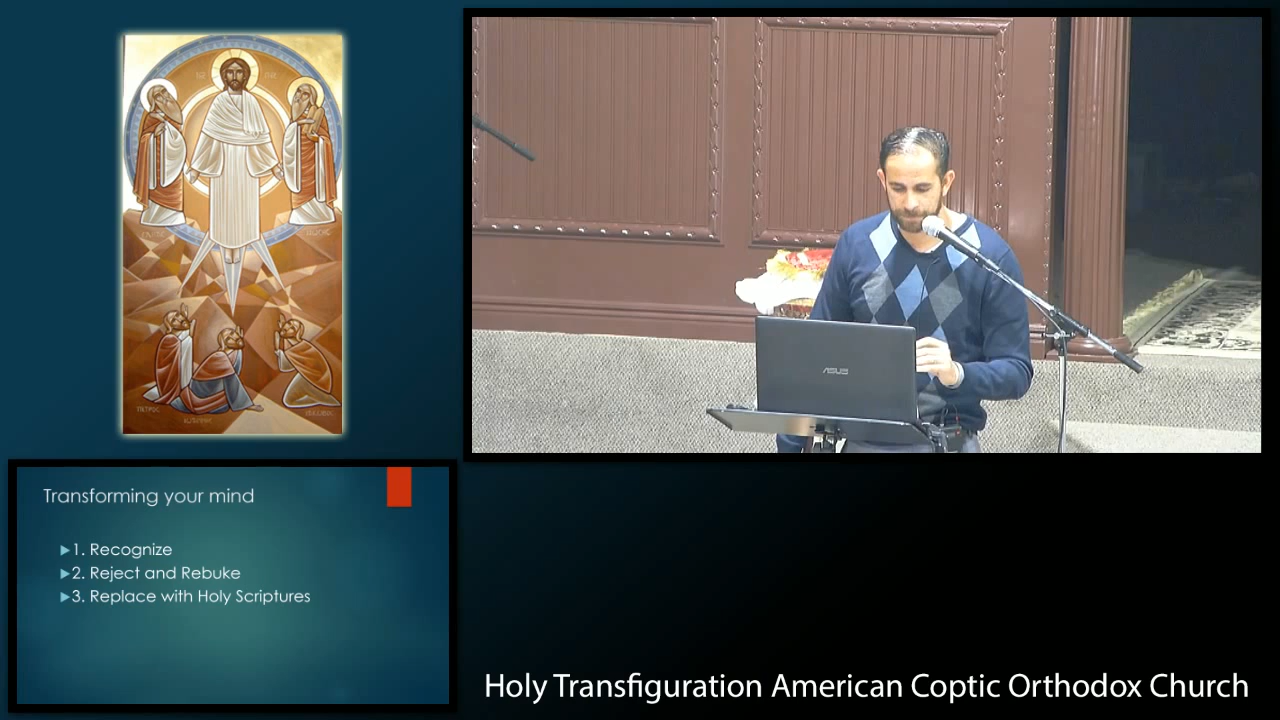 Transforming your mind
1. Recognize
2. Reject and Rebuke
3. Replace with Holy Scriptures
ASUS
ΠΕΤΡΟC
Holy Transfiguration American Coptic Orthodox Church